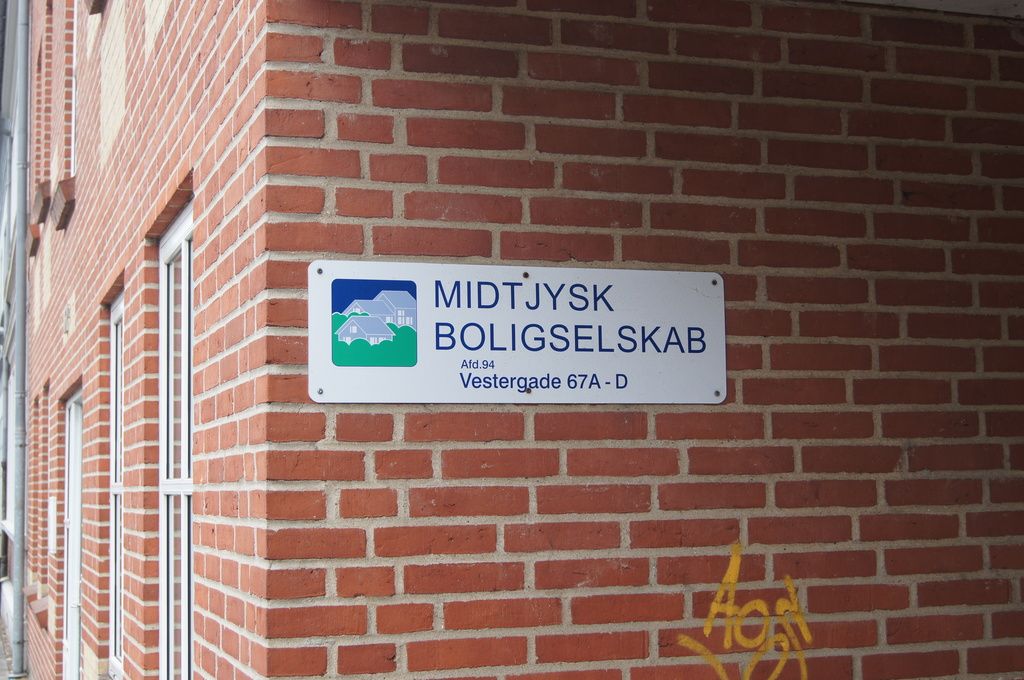 MIDTJYSK
BOLIGSELSKAB
Afd.94
Vestergade 67A - D